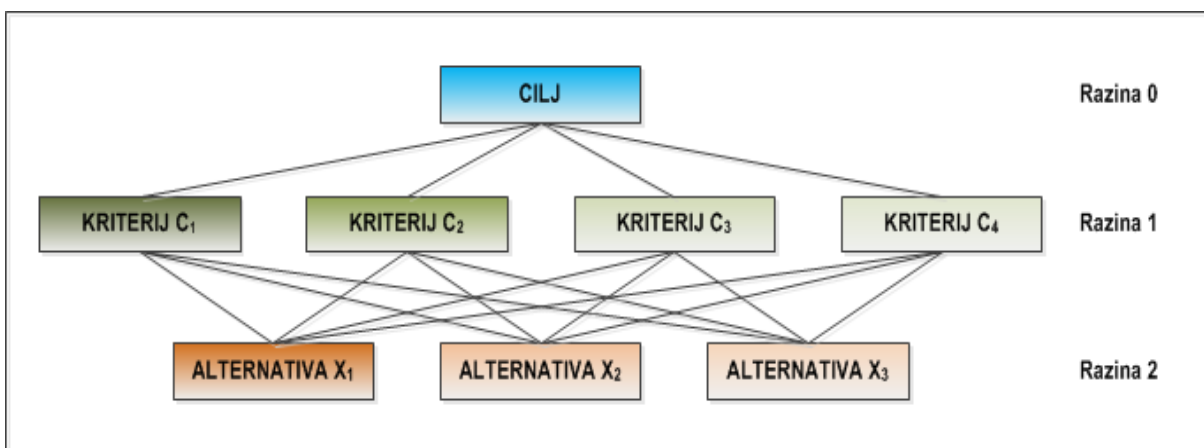 CILJ Razina 0
KRITERIJ C₁ KRITERIJ C₂ KRITERIJ C₃ KRITERIJ C₄ Razina 1
ALTERNATIVA X₁ ALTERNATIVA X₂ ALTERNATIVA X₃ Razina 2